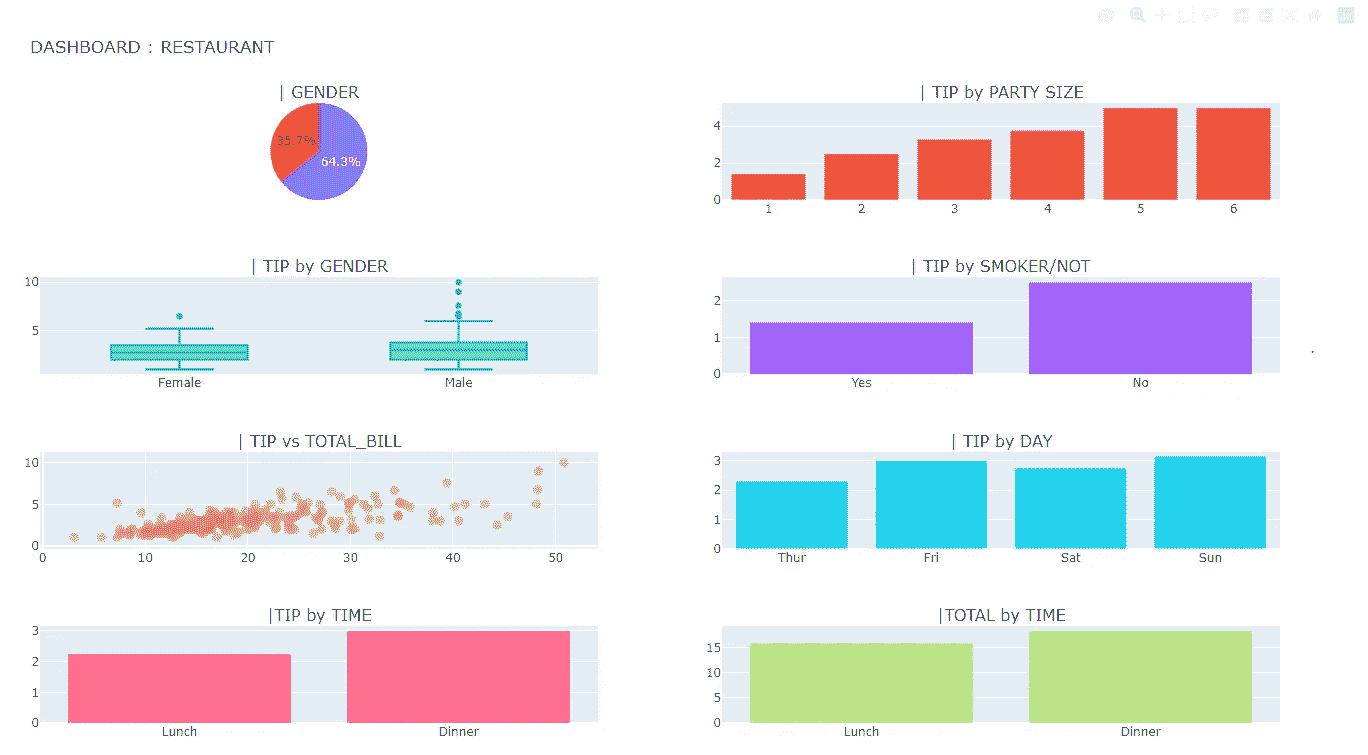 DASHBOARD : RESTAURANT
| GENDER
35.7%
64.3%
| TIP by PARTY SIZE
4
2
0
1 2 3 4 5 6
| TIP by GENDER
10
5
Female Male
| TIP by SMOKER/NOT
2
1
0
Yes No
| TIP vs TOTAL_BILL
10
5
0
0 10 20 30 40 50
| TIP by DAY
3
2
1
0
Thur Fri Sat Sun
|TIP by TIME
3
2
1
0
Lunch Dinner
|TOTAL by TIME
15
10
5
0
Lunch Dinner